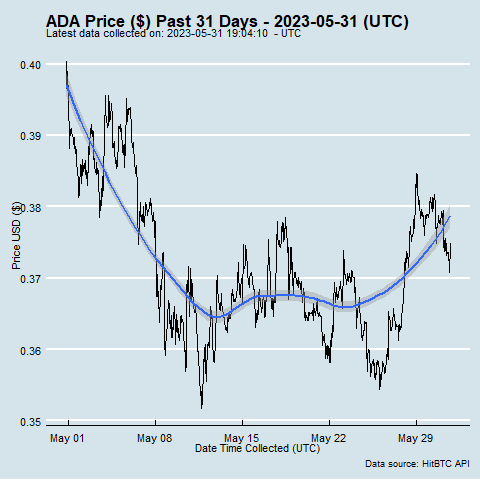 ADA Price ($) Past 31 Days - 2023-05-31 (UTC)
Latest data collected on: 2023-05-31 19:04:10  - UTC
0.40
0.39
0.38
0.37
0.36
0.35
Price USD ($)
May 01
May 08
May 15
May 22
May 29
Date Time Collected (UTC)
Data source: HitBTC API